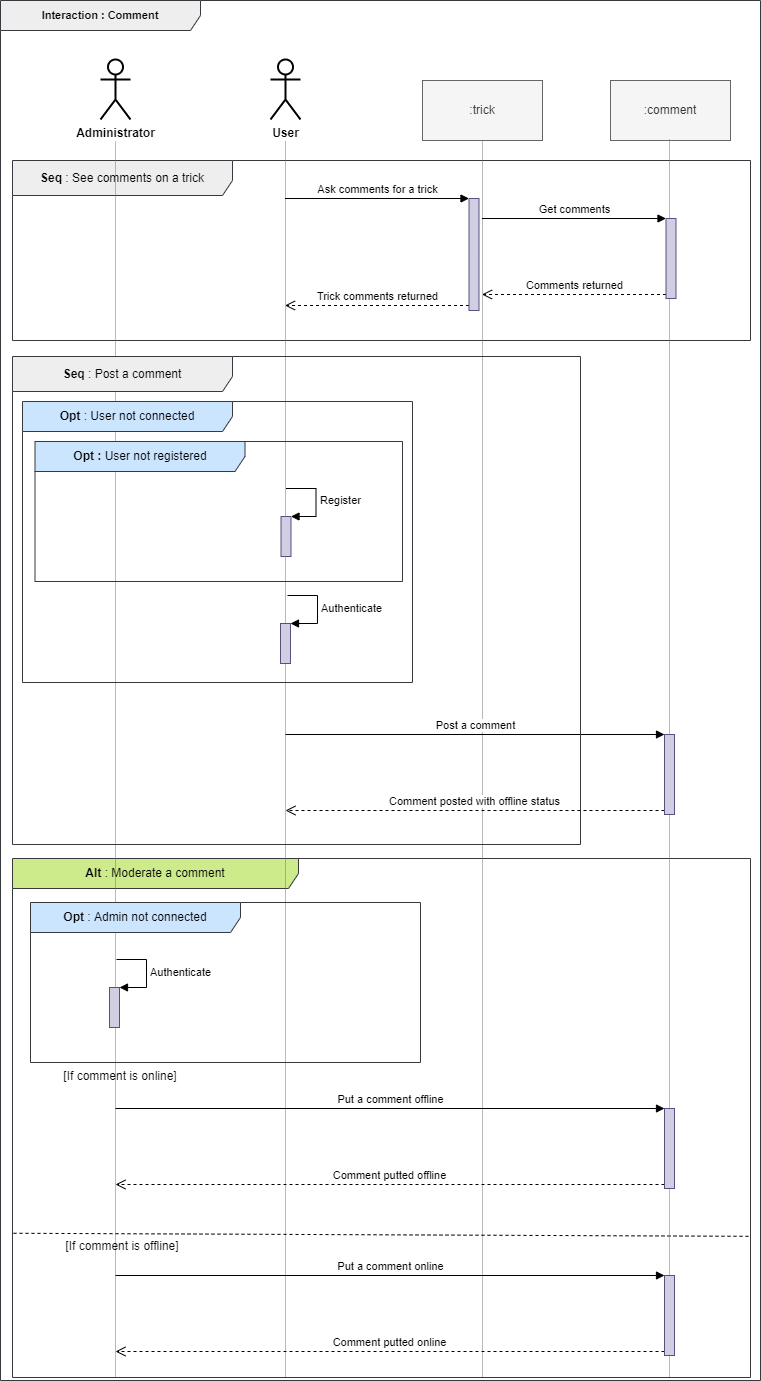 Interaction : Comment
Administrator
User
:trick
:comment
Seq : See comments on a trick
Ask comments for a trick
Get comments
Comments returned
Trick comments returned
Seq : Post a comment
Opt : User not connected
Opt : User not registered
Register
Authenticate
Post a comment
Comment posted with offline status
Alt : Moderate a comment
Opt : Admin not connected
Authenticate
[If comment is online]
Put a comment offline
Comment putted offline
[If comment is offline]
Put a comment online
Comment putted online